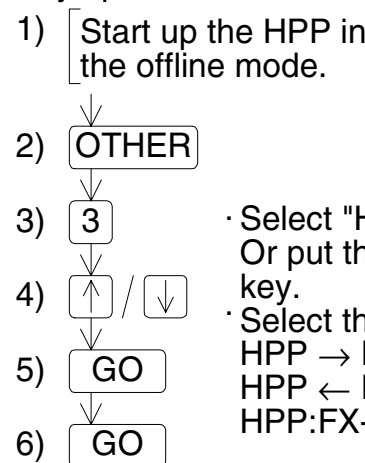 1) Start up the HPP in
the offline mode.
2) OTHER
3) 3 · Select "H
Or put th
4) ↑ / ↓ key.
· Select th
5) GO HPP →
HPP ←
6) GO HPP:FX-